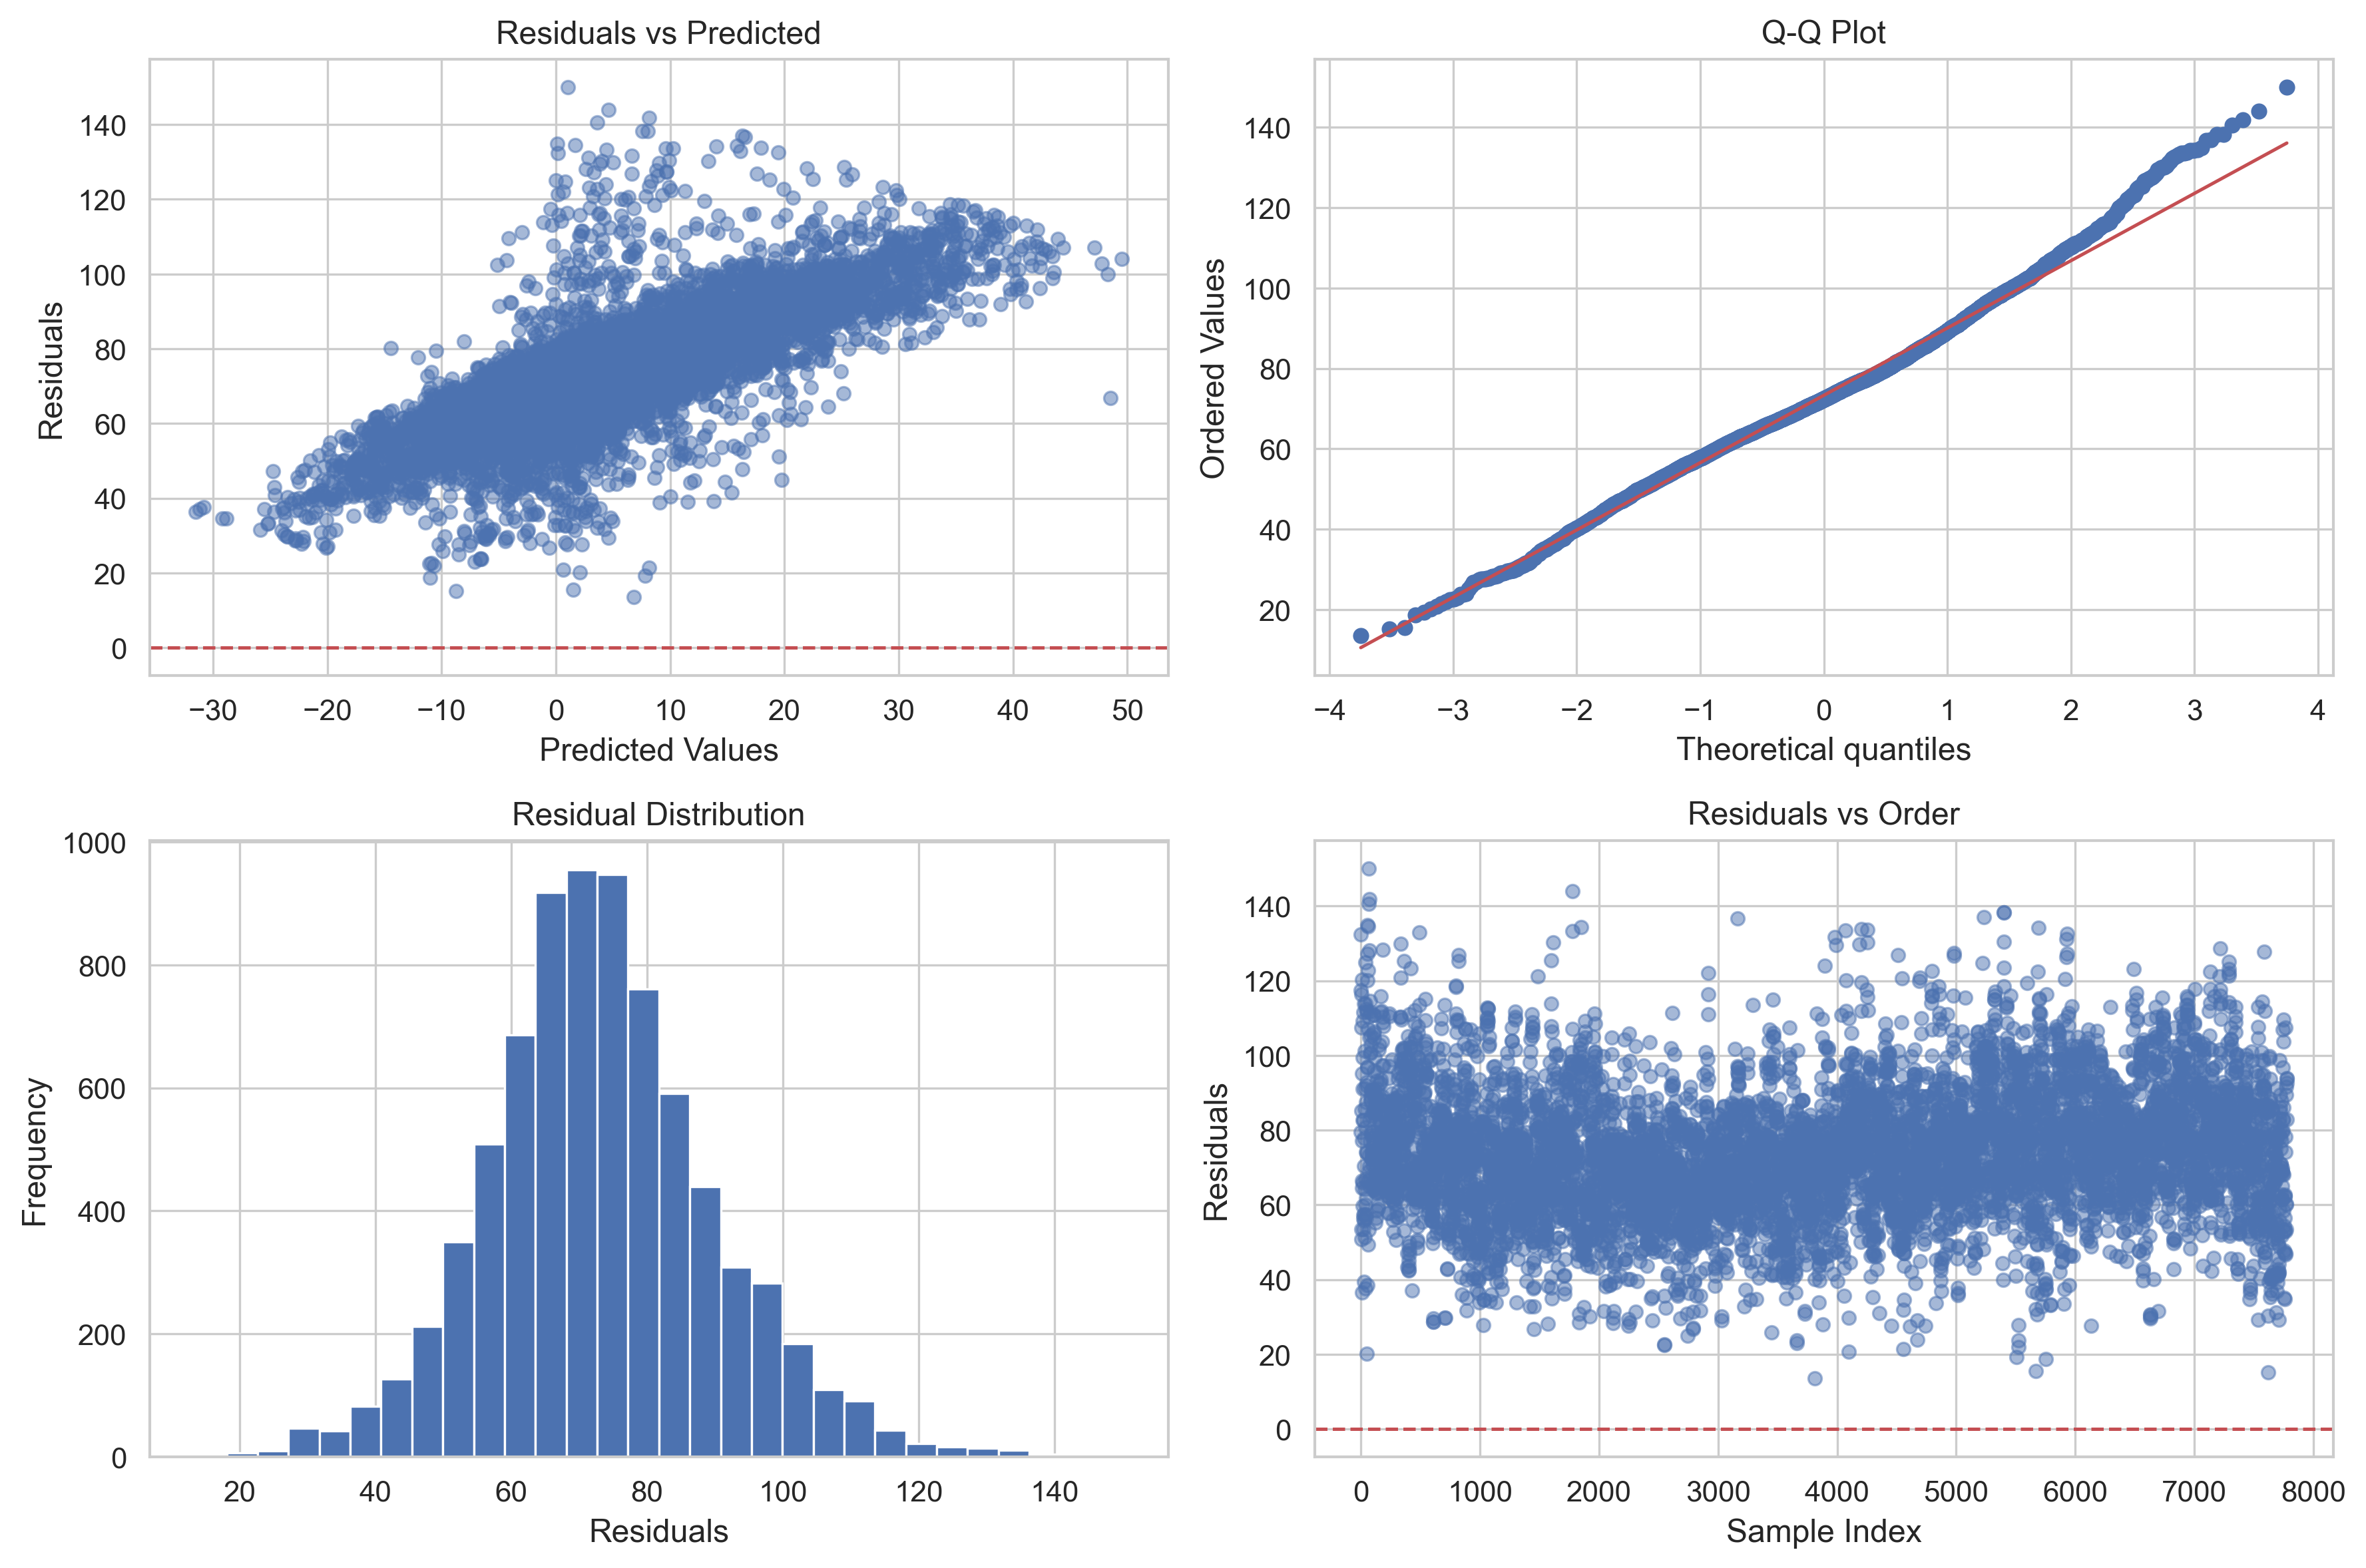 Residuals vs Predicted
Residuals
140
120
100
80
60
40
20
0
−30 −20 −10 0 10 20 30 40 50
Predicted Values
Q-Q Plot
Ordered Values
140
120
100
80
60
40
20
−4 −3 −2 −1 0 1 2 3 4
Theoretical quantiles
Residual Distribution
Frequency
1000
800
600
400
200
0
20 40 60 80 100 120 140
Residuals
Residuals vs Order
Residuals
140
120
100
80
60
40
20
0
0 1000 2000 3000 4000 5000 6000 7000 8000
Sample Index